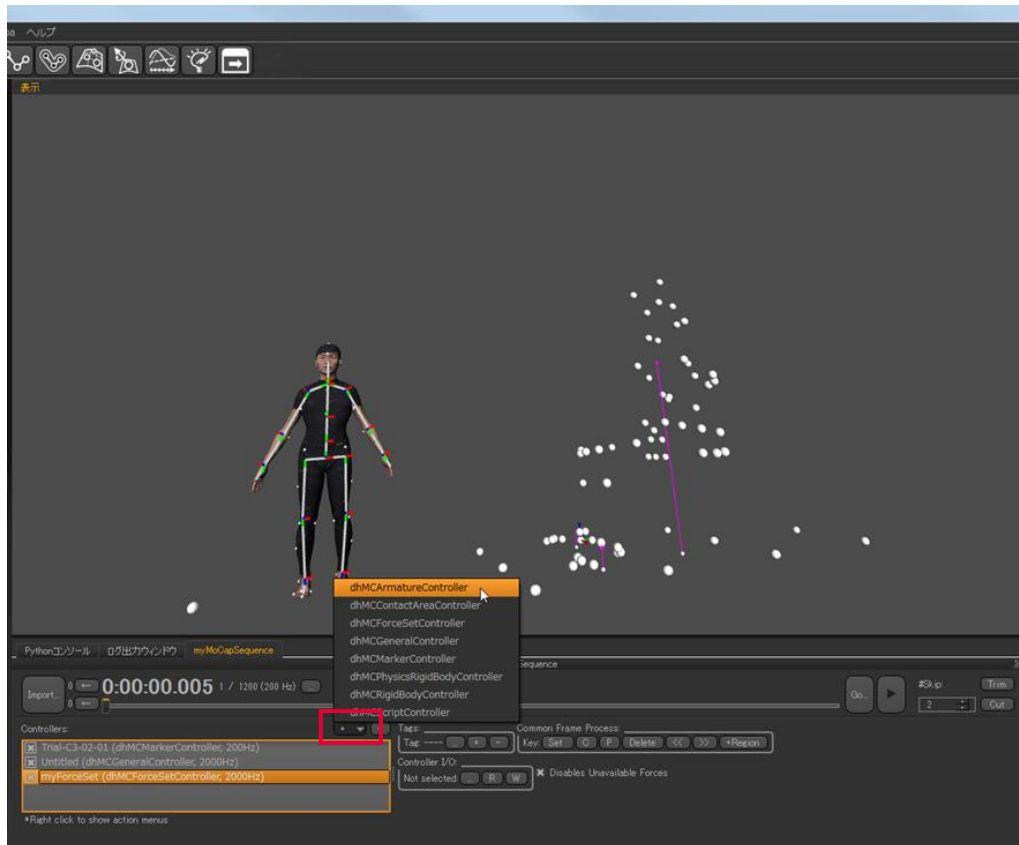 ヘルプ
表示
dhMCArmatureController
dhMCContactAreaController
dhMCForceSetController
dhMCGeneralController
dhMCMarkerController
dhMCPhysicsRigidBodyController
dhMCRigidBodyController
dhMCScriptController
Pythonコンソール ログ出力ウィンドウ myMoCapSequence
Import... 0 0 0:00:00.005 1 / 1200 (200 Hz) ... Go... #Skip: 2 Trim Cut
Controllers: + Tags: Common Frame Process:
Tag: ---- ... + - Key: Set C P Delete << >> +Region
Trial-C3-02-01 (dhMCMarkerController, 200Hz)
Untitled (dhMCGeneralController, 2000Hz)
myForceSet (dhMCForceSetController, 2000Hz)
Controller I/O:
Not selected ... R W Disables Unavailable Forces
*Right click to show action menus